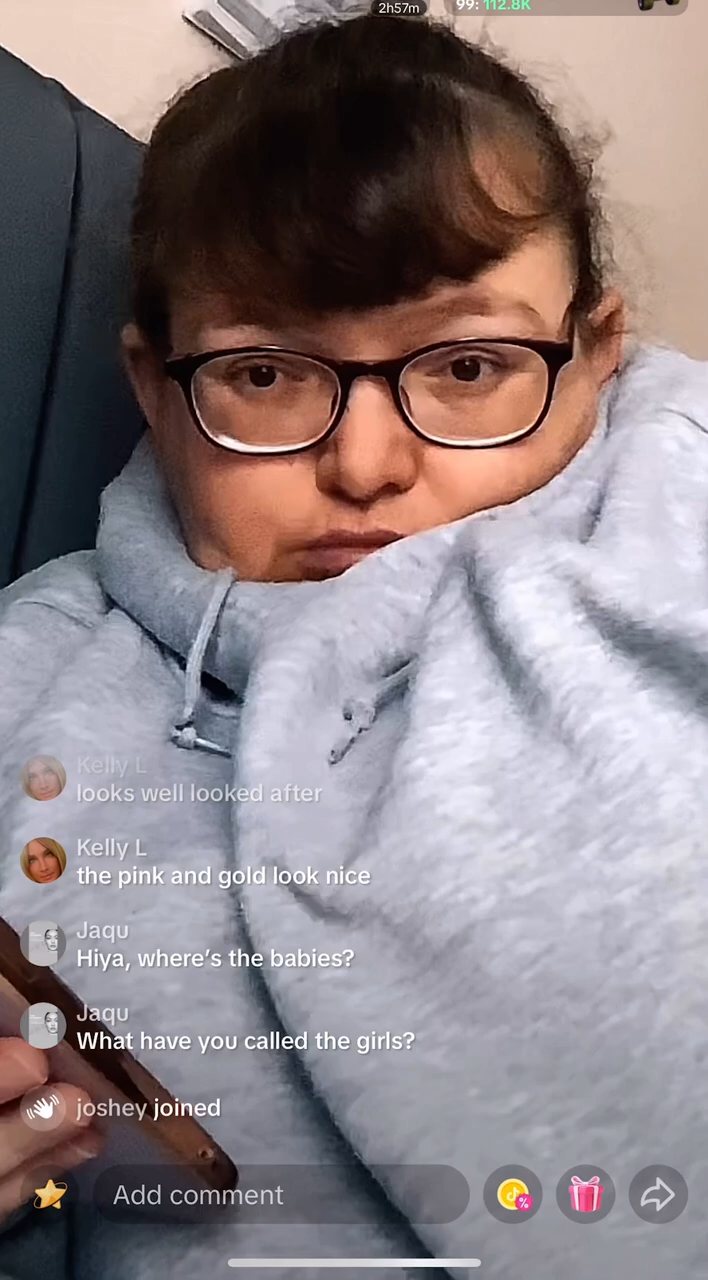 2h57m
99: 112.8K
Kelly L
looks well looked after
Kelly L
the pink and gold look nice
Jaqu
Hiya, where’s the babies?
Jaqu
What have you called the girls?
joshey joined
Add comment